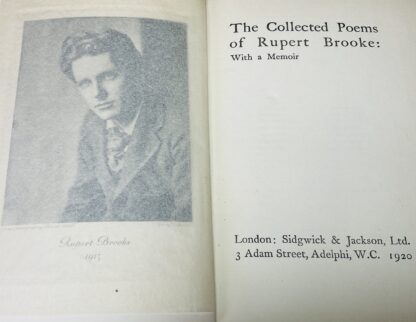 Rupert Brooke
1913
The Collected Poems
of Rupert Brooke:
With a Memoir
London: Sidgwick & Jackson, Ltd.
3 Adam Street, Adelphi, W.C. 1920